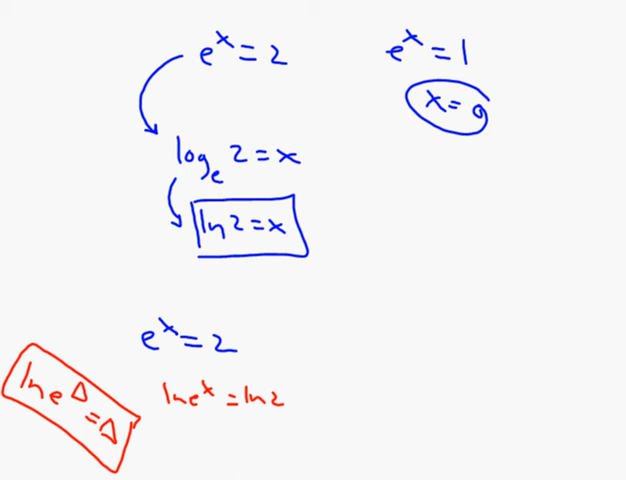 e^x = 2
e^x = 1
x = 0
log_e 2 = x
ln 2 = x
e^x = 2
ln e^Δ = Δ
ln e^x = ln 2